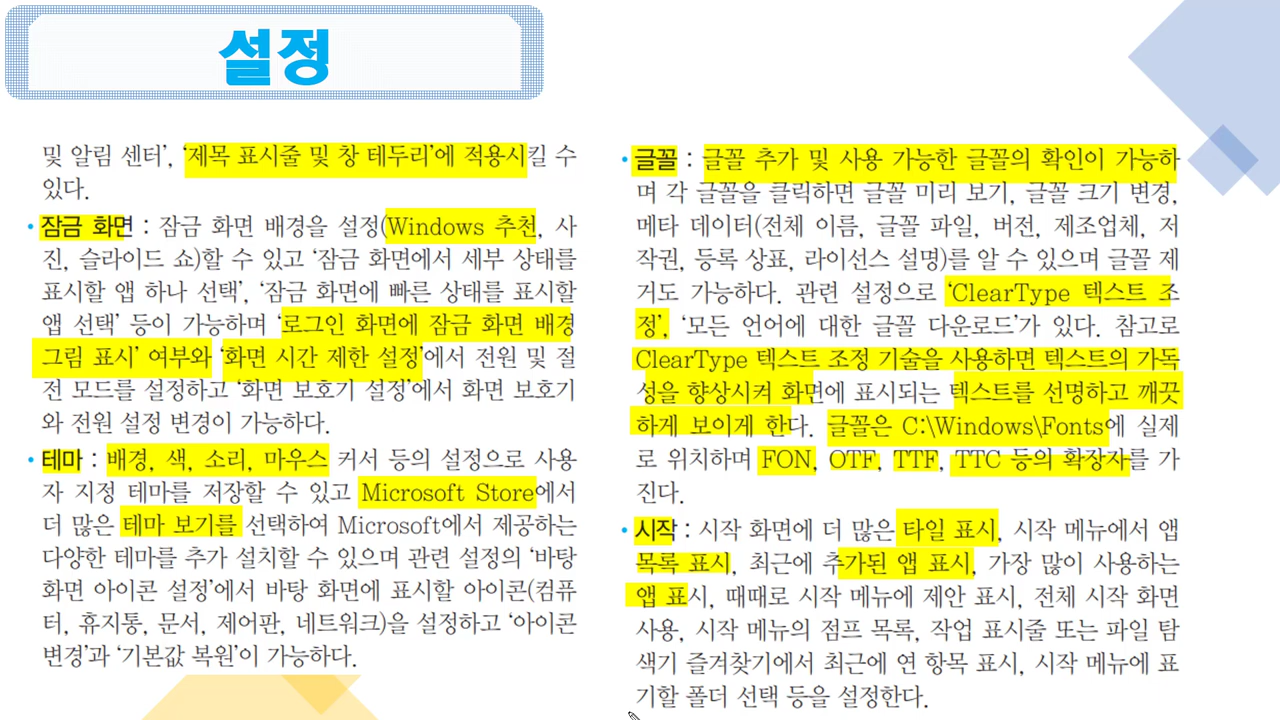 설정
및 알림 센터', '제목 표시줄 및 창 테두리'에 적용시킬 수
있다.
• 잠금 화면 : 잠금 화면 배경을 설정(Windows 추천, 사
진, 슬라이드 쇼)할 수 있고 '잠금 화면에서 세부 상태를
표시할 앱 하나 선택', '잠금 화면에 빠른 상태를 표시할
앱 선택' 등이 가능하며 '로그인 화면에 잠금 화면 배경
그림 표시' 여부와 '화면 시간 제한 설정'에서 전원 및 절
전 모드를 설정하고 '화면 보호기 설정'에서 화면 보호기
와 전원 설정 변경이 가능하다.
• 테마 : 배경, 색, 소리, 마우스 커서 등의 설정으로 사용
자 지정 테마를 저장할 수 있고 Microsoft Store에서
더 많은 테마 보기를 선택하여 Microsoft에서 제공하는
다양한 테마를 추가 설치할 수 있으며 관련 설정의 '바탕
화면 아이콘 설정'에서 바탕 화면에 표시할 아이콘(컴퓨
터, 휴지통, 문서, 제어판, 네트워크)을 설정하고 '아이콘
변경'과 '기본값 복원'이 가능하다.
• 글꼴 : 글꼴 추가 및 사용 가능한 글꼴의 확인이 가능하
며 각 글꼴을 클릭하면 글꼴 미리 보기, 글꼴 크기 변경,
메타 데이터(전체 이름, 글꼴 파일, 버전, 제조업체, 저
작권, 등록 상표, 라이선스 설명)를 알 수 있으며 글꼴 제
거도 가능하다. 관련 설정으로 'ClearType 텍스트 조
정', '모든 언어에 대한 글꼴 다운로드'가 있다. 참고로
ClearType 텍스트 조정 기술을 사용하면 텍스트의 가독
성을 향상시켜 화면에 표시되는 텍스트를 선명하고 깨끗
하게 보이게 한다. 글꼴은 C:\Windows\Fonts에 실제
로 위치하며 FON, OTF, TTF, TTC 등의 확장자를 가
진다.
• 시작 : 시작 화면에 더 많은 타일 표시, 시작 메뉴에서 앱
목록 표시, 최근에 추가된 앱 표시, 가장 많이 사용하는
앱 표시, 때때로 시작 메뉴에 제안 표시, 전체 시작 화면
사용, 시작 메뉴의 점프 목록, 작업 표시줄 또는 파일 탐
색기 즐겨찾기에서 최근에 연 항목 표시, 시작 메뉴에 표
기할 폴더 선택 등을 설정한다.